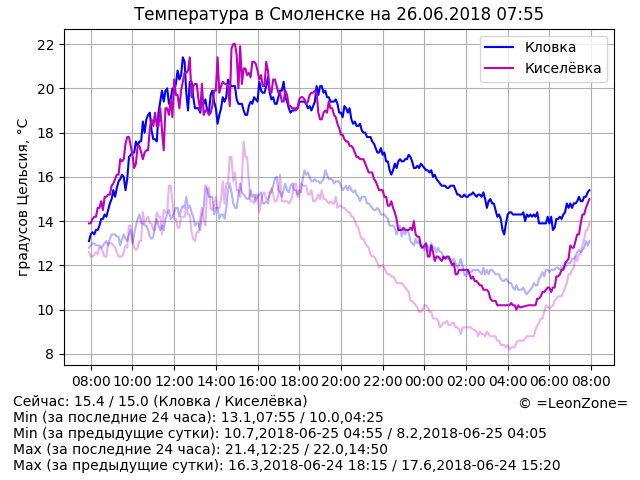 Температура в Смоленске на 26.06.2018 07:55
Кловка
Киселёвка
градусов Цельсия, °C
22
20
18
16
14
12
10
8
08:00 10:00 12:00 14:00 16:00 18:00 20:00 22:00 00:00 02:00 04:00 06:00 08:00
Сейчас: 15.4 / 15.0 (Кловка / Киселёвка)
© =LeonZone=
Min (за последние 24 часа): 13.1,07:55 / 10.0,04:25
Min (за предыдущие сутки): 10.7,2018-06-25 04:55 / 8.2,2018-06-25 04:05
Max (за последние 24 часа): 21.4,12:25 / 22.0,14:50
Max (за предыдущие сутки): 16.3,2018-06-24 18:15 / 17.6,2018-06-24 15:20